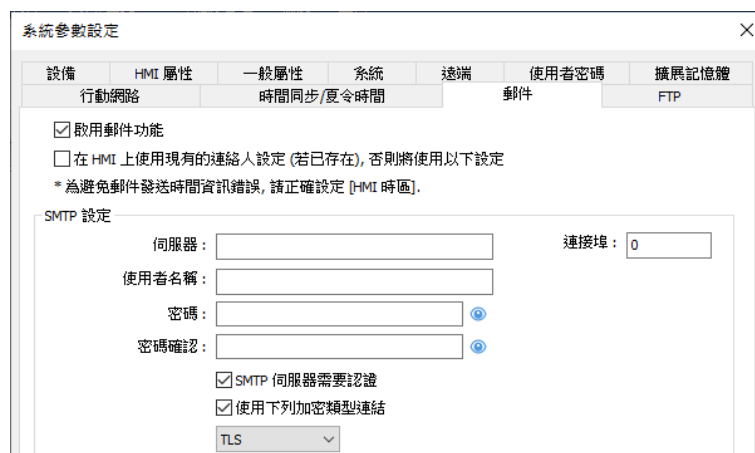 系統參數設定
設備 HMI 屬性 一般屬性 系統 遠端 使用者密碼 擴展記憶體
行動網路 時間同步/夏令時間 郵件 FTP
啟用郵件功能
在 HMI 上使用現有的連絡人設定 (若已存在), 否則將使用以下設定
* 為避免郵件發送時間資訊錯誤, 請正確設定 [HMI 時區].
SMTP 設定
伺服器 : 連接埠 : 0
使用者名稱 :
密碼 :
密碼確認 :
SMTP 伺服器需要認證
使用下列加密類型連結
TLS